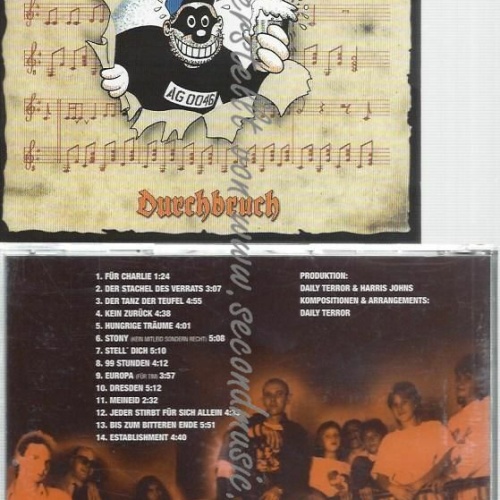 AG 0046
Durchbruch
1. FÜR CHARLIE 1:24
2. DER STACHEL DES VERRATS 3:07
3. DER TANZ DER TEUFEL 4:55
4. KEIN ZURÜCK 4:38
5. HUNGRIGE TRÄUME 4:01
6. STONY (KEIN MITLEID SONDERN RECHT) 5:08
7. STELL' DICH 5:10
8. 99 STUNDEN 4:12
9. EUROPA (FÜR TIBI) 3:57
10. DRESDEN 5:12
11. MEINEID 2:32
12. JEDER STIRBT FÜR SICH ALLEIN
13. BIS ZUM BITTEREN ENDE 5:51
14. ESTABLISHMENT 4:40
PRODUKTION:
DAILY TERROR & HARRIS JOHNS
KOMPOSITIONEN & ARRANGEMENTS:
DAILY TERROR
von www.secondmusic.